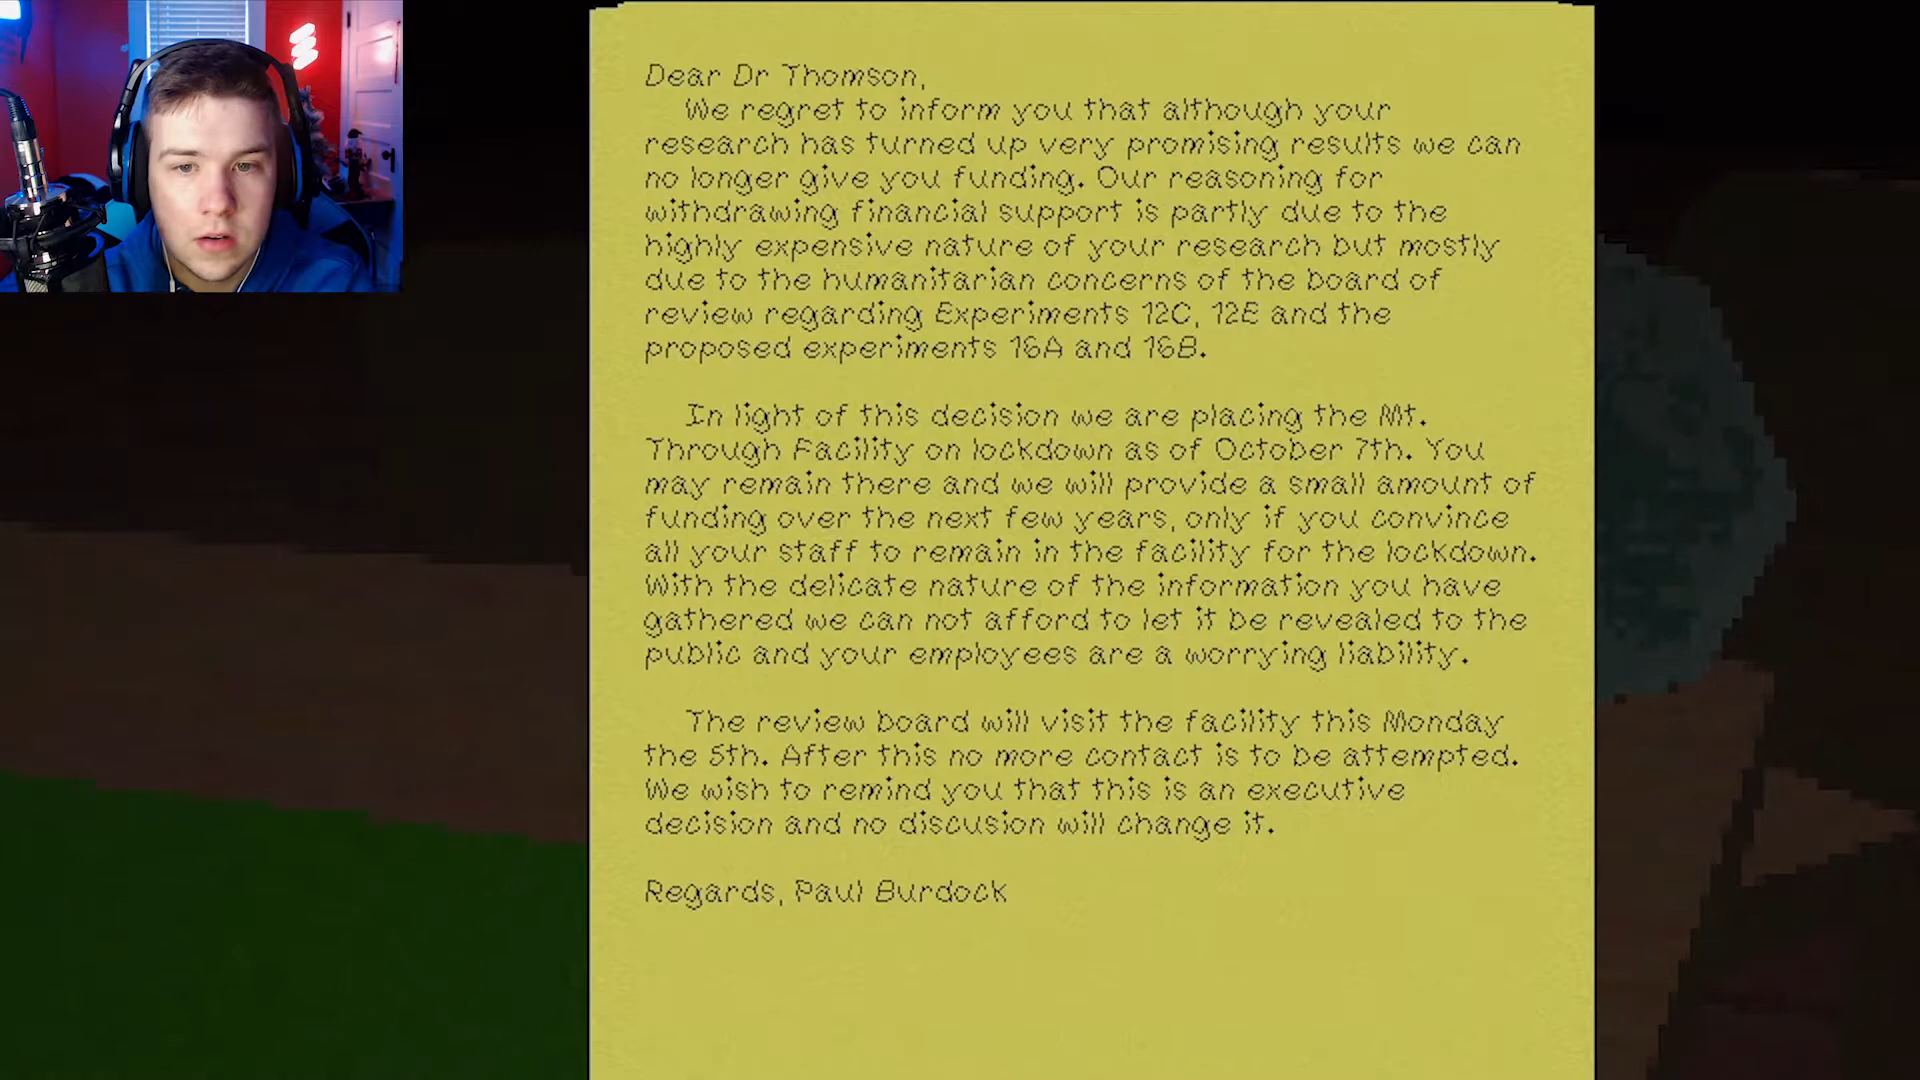 Dear Dr Thomson,
We regret to inform you that although your
research has turned up very promising results we can
no longer give you funding. Our reasoning for
withdrawing financial support is partly due to the
highly expensive nature of your research but mostly
due to the humanitarian concerns of the board of
review regarding Experiments 12C, 12E and the
proposed experiments 16A and 16B.
In light of this decision we are placing the Mt.
Through Facility on lockdown as of October 7th. You
may remain there and we will provide a small amount of
funding over the next few years, only if you convince
all your staff to remain in the facility for the lockdown.
With the delicate nature of the information you have
gathered we can not afford to let it be revealed to the
public and your employees are a worrying liability.
The review board will visit the facility this Monday
the 5th. After this no more contact is to be attempted.
We wish to remind you that this is an executive
decision and no discusion will change it.
Regards, Paul Burdock